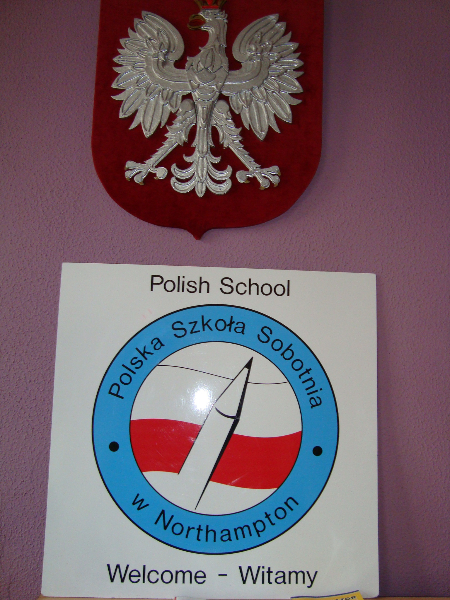 Polish School
Polska Szkoła Sobotnia
w Northampton
Welcome - Witamy